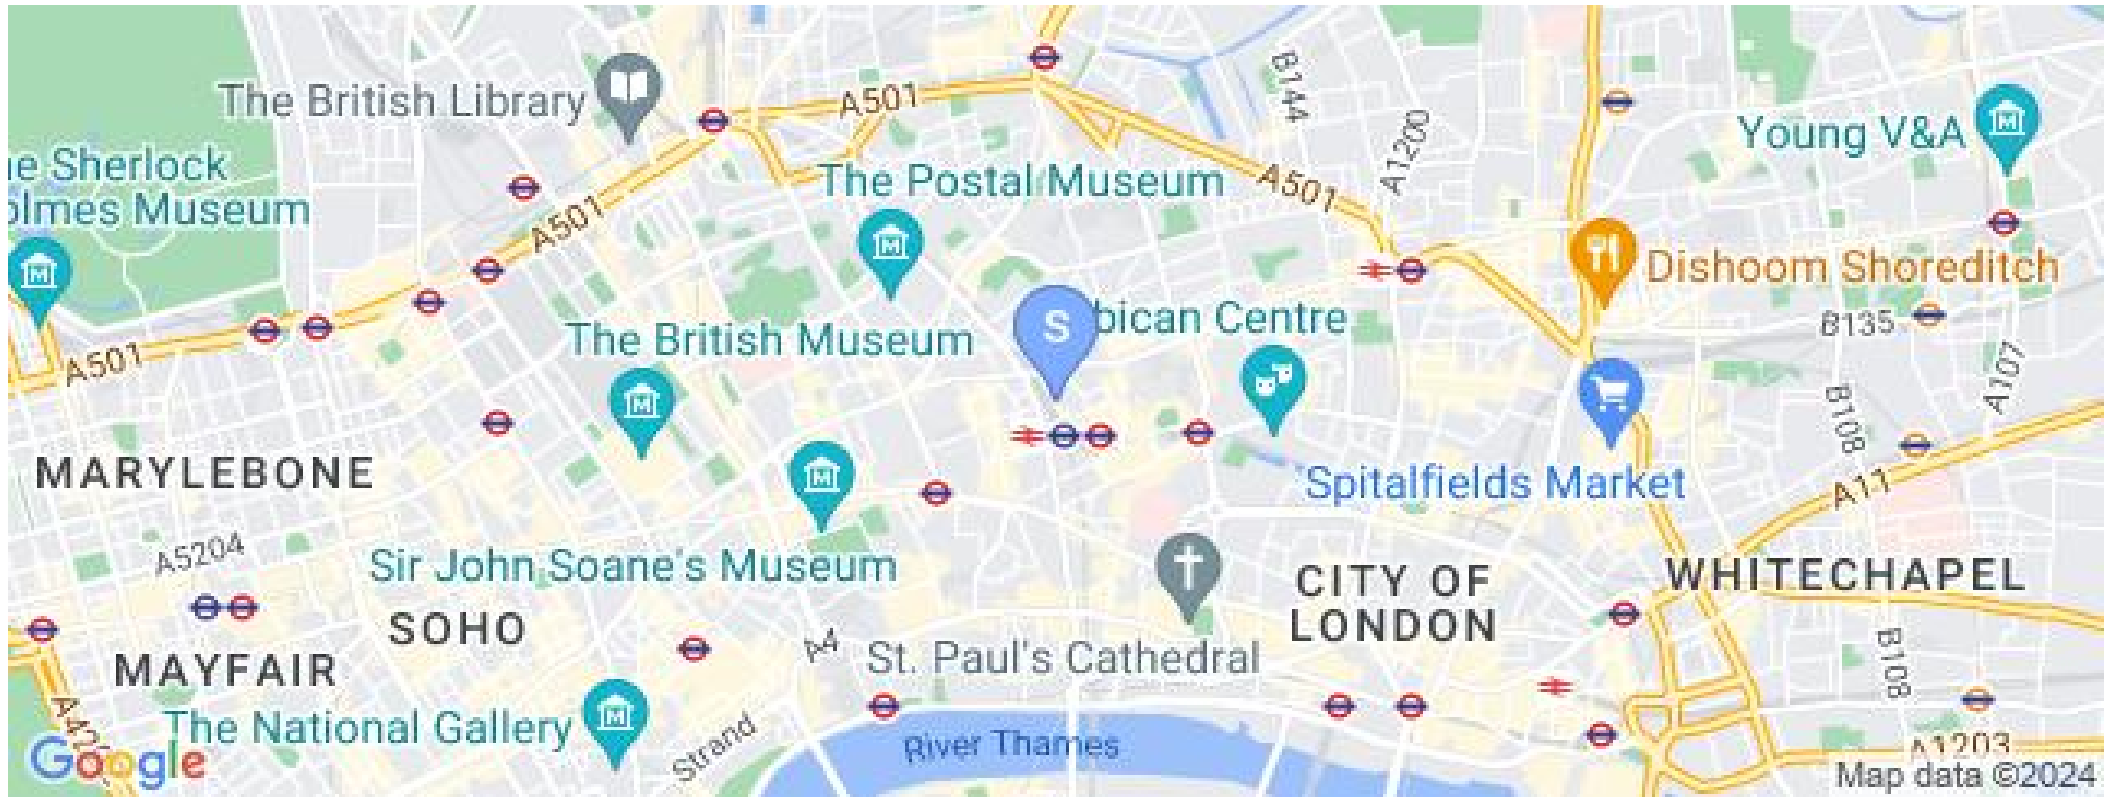 The British Library
A501
B144
A1200
Young V&A
he Sherlock
olmes Museum
The Postal Museum
A501
A501
Dishoom Shoreditch
The British Museum
S
bican Centre
B135
A501
A107
B108
MARYLEBONE
Spitalfields Market
A11
A5204
Sir John Soane's Museum
CITY OF
LONDON
WHITECHAPEL
SOHO
MAYFAIR
A4
St. Paul's Cathedral
B108
The National Gallery
Strand
River Thames
A1203
Google
Map data ©2024